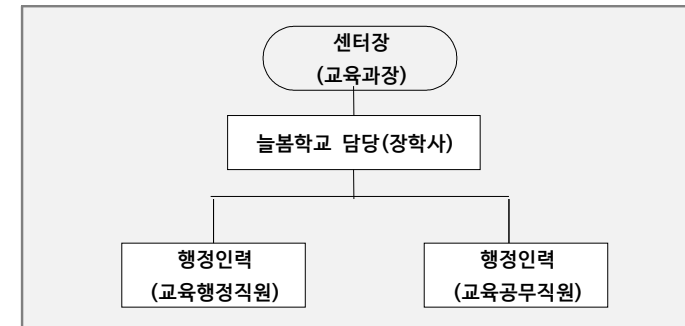 센터장
(교육과장)
늘봄학교 담당(장학사)
행정인력
(교육행정직원)
행정인력
(교육공무직원)